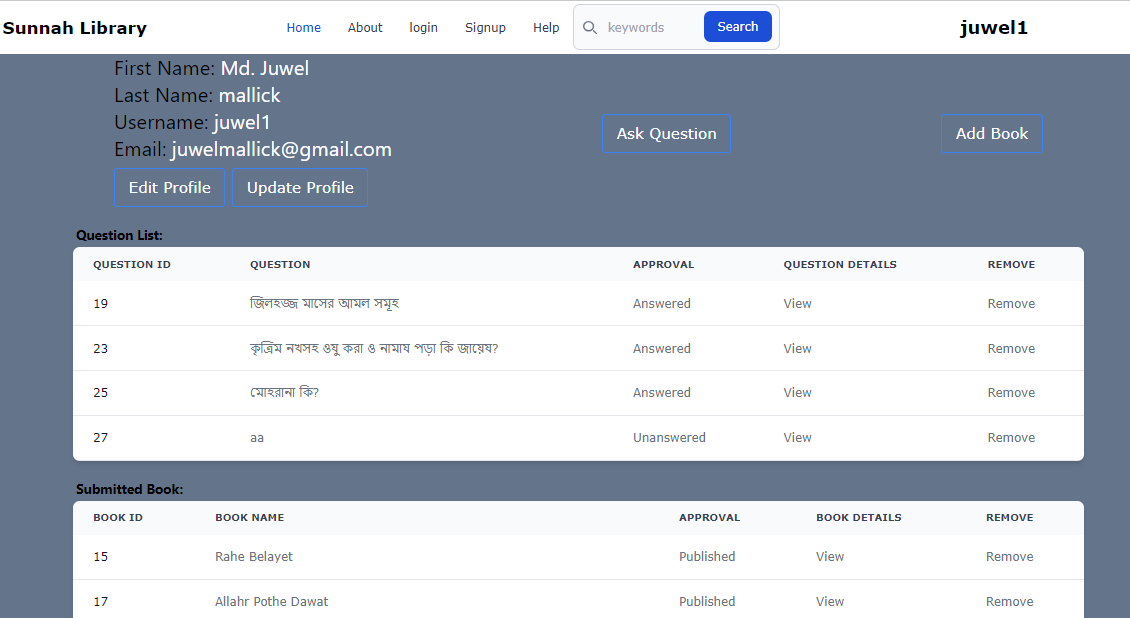 Sunnah Library Home About login Signup Help keywords Search juwel1
First Name: Md. Juwel
Last Name: mallick
Username: juwel1
Email: juwelmallick@gmail.com
Ask Question Add Book
Edit Profile Update Profile
Question List:
QUESTION ID QUESTION APPROVAL QUESTION DETAILS REMOVE
19 জিলহজ্জ মাসের আমল সমূহ Answered View Remove
23 কৃত্রিম নখসহ ওযু করা ও নামায পড়া কি জায়েয? Answered View Remove
25 মোহরানা কি? Answered View Remove
27 aa Unanswered View Remove
Submitted Book:
BOOK ID BOOK NAME APPROVAL BOOK DETAILS REMOVE
15 Rahe Belayet Published View Remove
17 Allahr Pothe Dawat Published View Remove